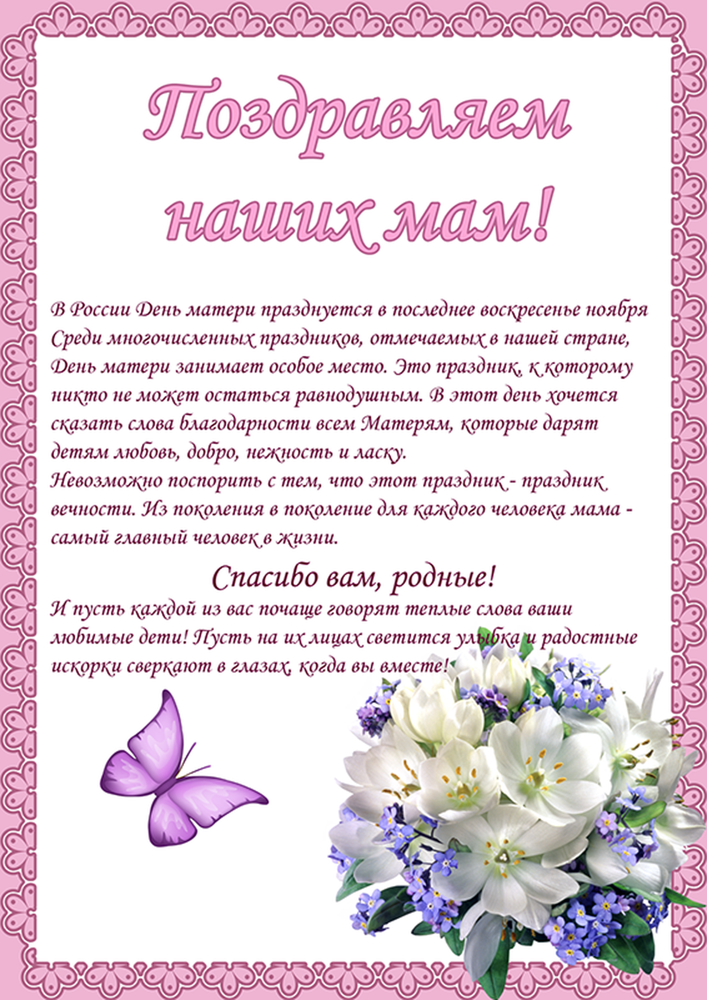 Поздравляем
наших мам!
В России День матери празднуется в последнее воскресенье ноября
Среди многочисленных праздников, отмечаемых в нашей стране,
День матери занимает особое место. Это праздник, к которому
никто не может остаться равнодушным. В этот день хочется
сказать слова благодарности всем Матерям, которые дарят
детям любовь, добро, нежность и ласку.
Невозможно поспорить с тем, что этот праздник - праздник
вечности. Из поколения в поколение для каждого человека мама -
самый главный человек в жизни.
Спасибо вам, родные!
И пусть каждой из вас почаще говорят теплые слова ваши
любимые дети! Пусть на их лицах светится улыбка и радостные
искорки сверкают в глазах, когда вы вместе!